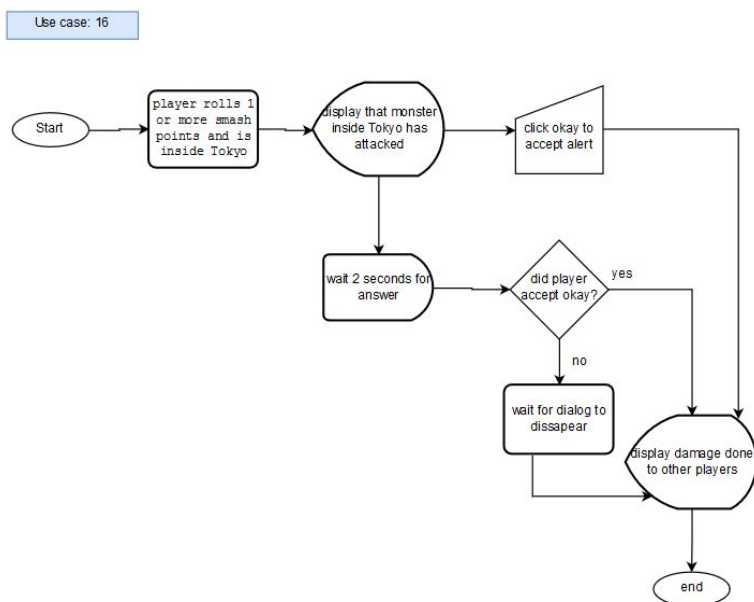 Use case: 16
Start
player rolls 1
or more smash
points and is
inside Tokyo
display that monster
inside Tokyo has
attacked
click okay to
accept alert
wait 2 seconds for
answer
did player
accept okay?
yes
no
wait for dialog to
dissapear
display damage done
to other players
end